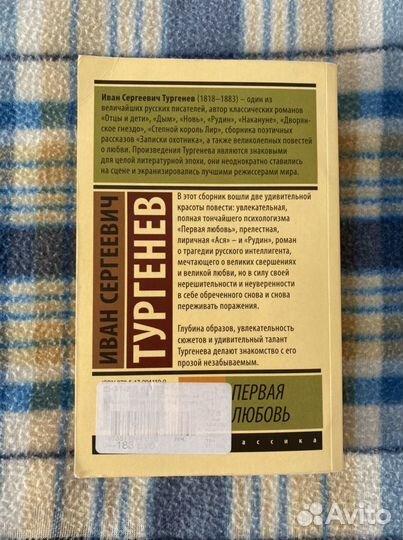 Иван Сергеевич Тургенев (1818–1883) – один из
величайших русских писателей, автор классических романов
«Отцы и дети», «Дым», «Новь», «Рудин», «Накануне», «Дворян-
ское гнездо», «Степной король Лир», сборника поэтичных
рассказов «Записки охотника», а также великолепных повестей
о любви. Произведения Тургенева являются знаковыми
для целой литературной эпохи, они неоднократно ставились
на сцене и экранизировались лучшими режиссерами мира.
ИВАН СЕРГЕЕВИЧ
ТУРГЕНЕВ
В этот сборник вошли две удивительной
красоты повести: увлекательная,
полная тончайшего психологизма
«Первая любовь», прелестная,
лиричная «Ася» – и «Рудин», роман
о трагедии русского интеллигента,
мечтающего о великих свершениях
и великой любви, но в силу своей
нерешительности и неуверенности
в себе обреченного снова и снова
переживать поражения.
Глубина образов, увлекательность
сюжетов и удивительный талант
Тургенева делают знакомство с его
прозой незабываемым.
ПЕРВАЯ
ЛЮБОВЬ
классика
Avito